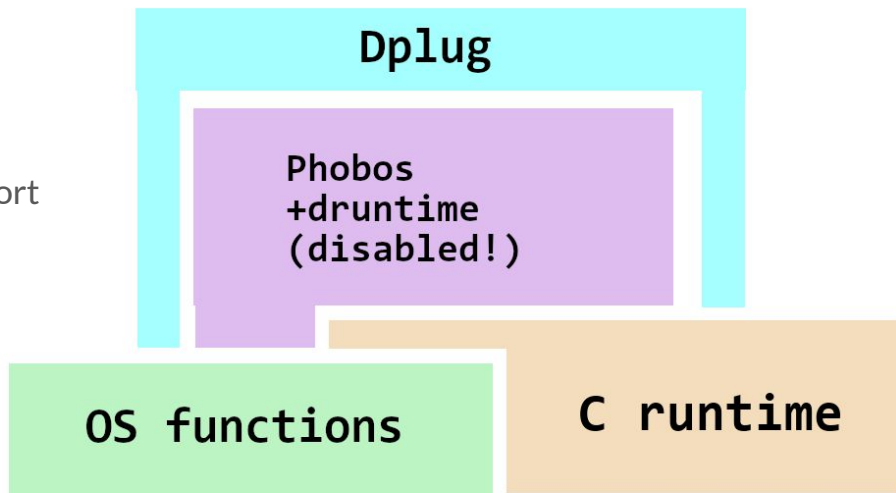 Dplug
Phobos
+druntime
(disabled!)
OS functions
C runtime